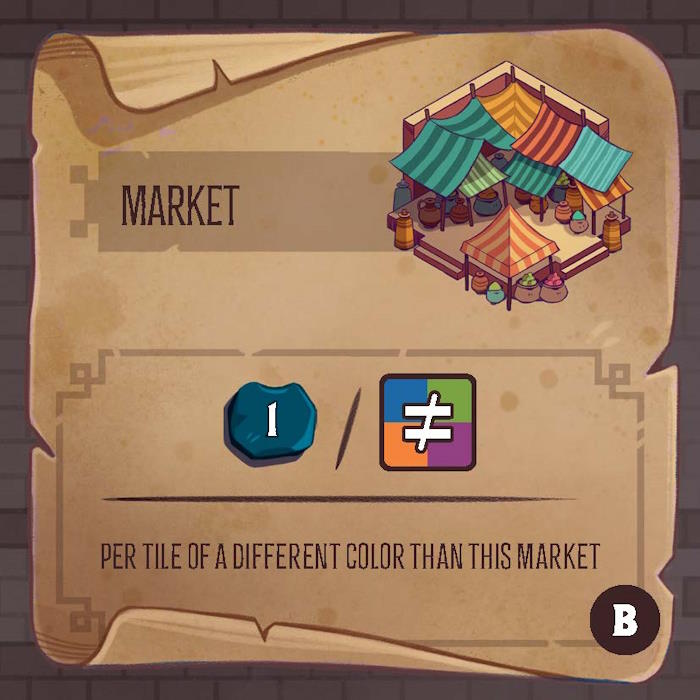 MARKET
1 / ≠
PER TILE OF A DIFFERENT COLOR THAN THIS MARKET
B